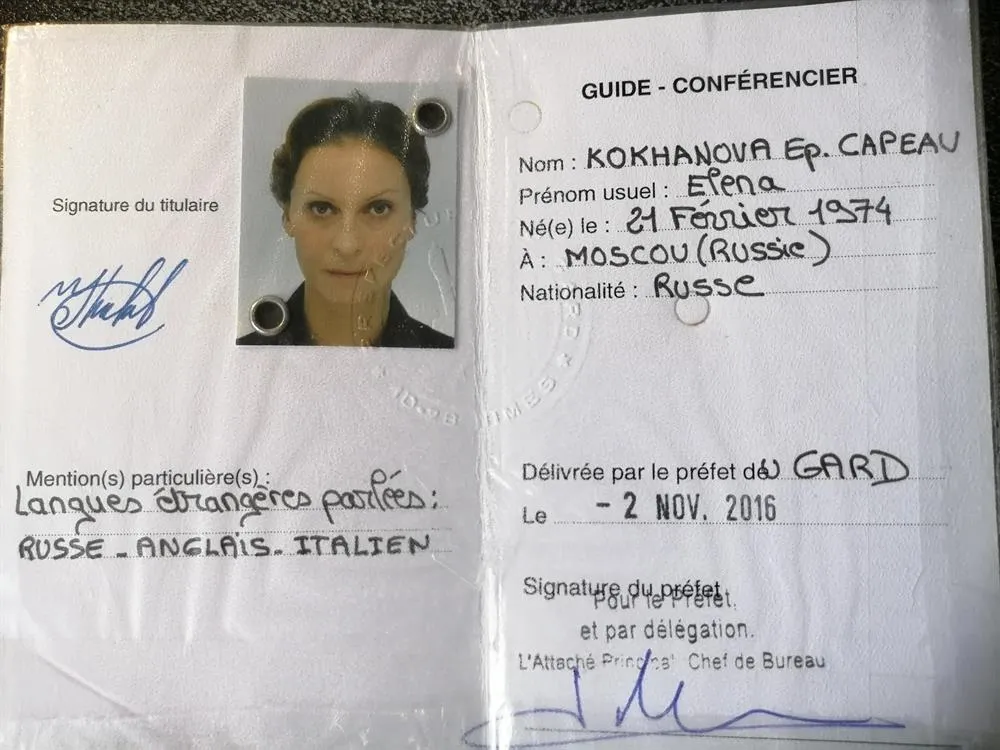 Signature du titulaire
Mention(s) particulière(s) :
Langues étrangères parlées :
RUSSE - ANGLAIS - ITALIEN
GUIDE - CONFÉRENCIER
Nom : KOKHANOVA Ep. CAPEAU
Prénom usuel : Elena
Né(e) le : 21 Février 1974
À : MOSCOU (RUSSIE)
Nationalité : Russe
Délivrée par le préfet du GARD
Le - 2 NOV. 2016
Signature du préfet
Pour le Préfet,
et par délégation.
L'Attaché Principal Chef de Bureau